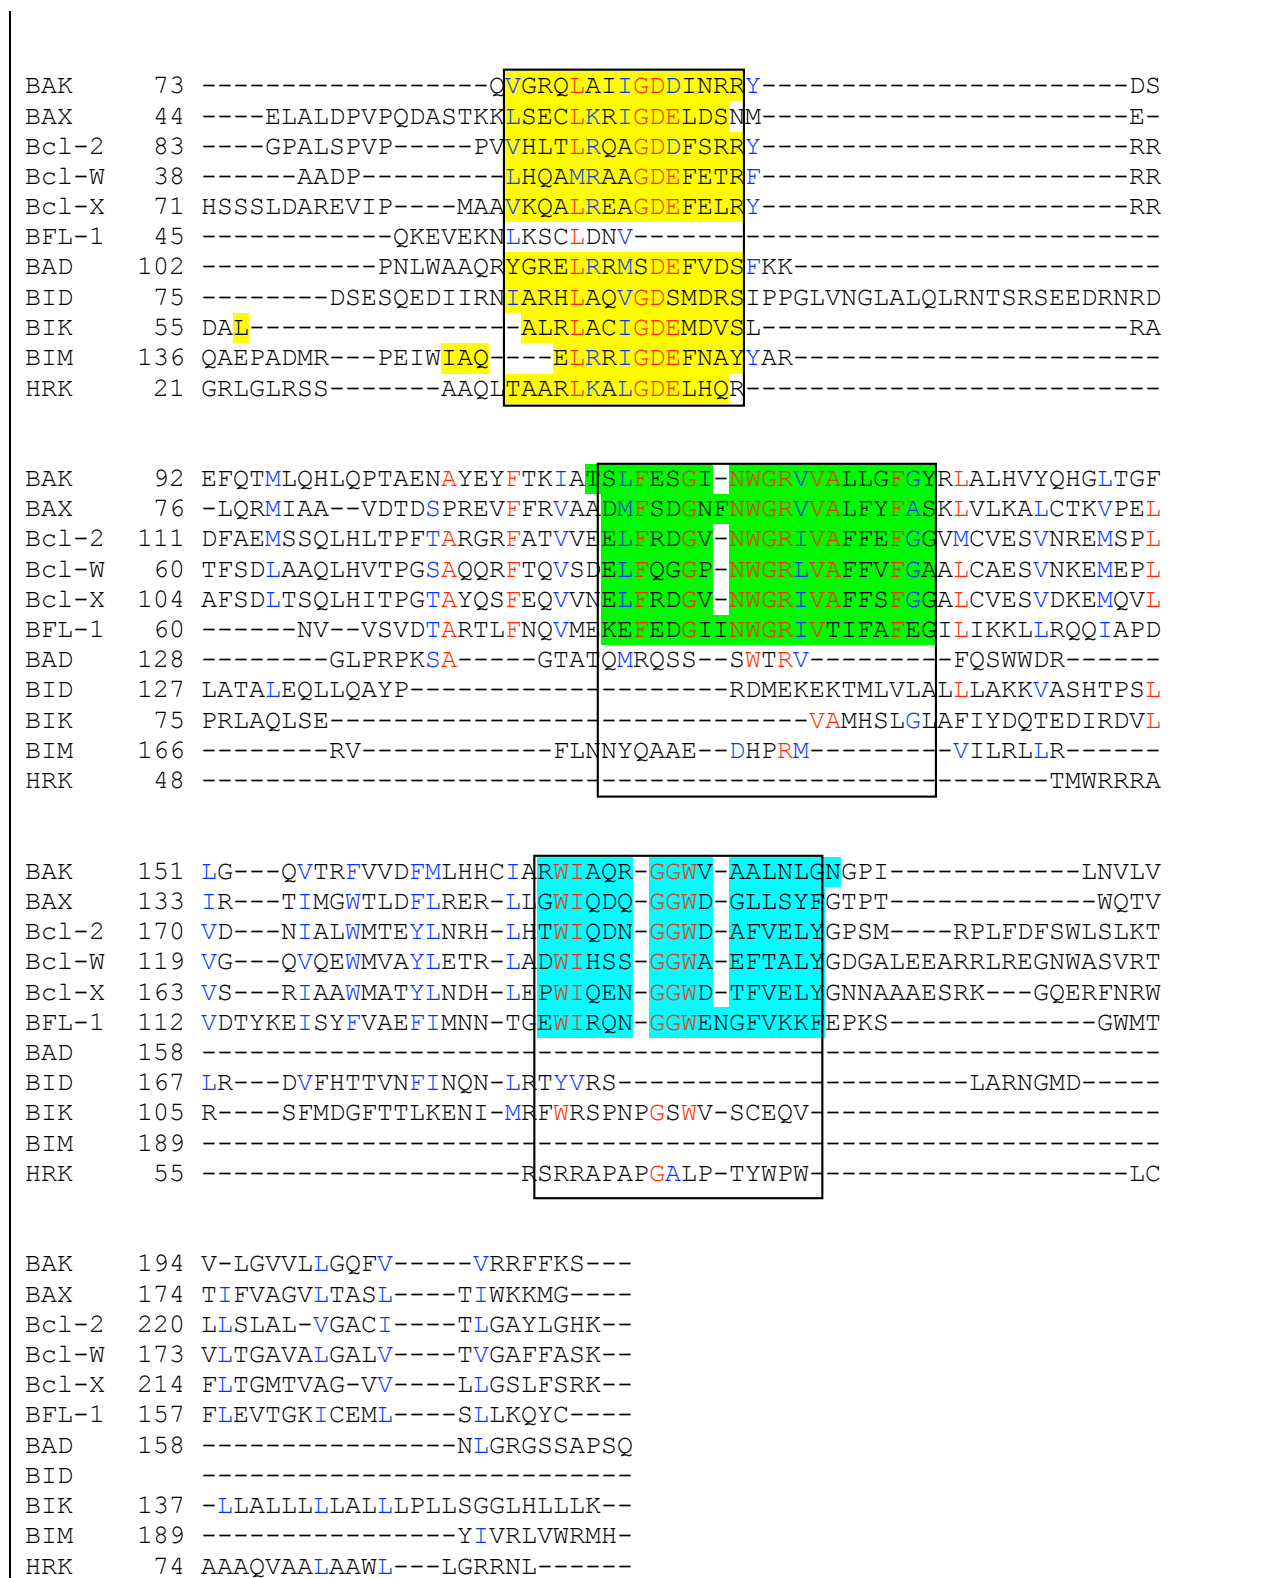 BAK 73 ------------------QVGRQLAIIGDDINRRY-----------------------DS
BAX 44 ----ELALDPVPQDASTKKLSECLKRIGDELDSNM-----------------------E-
Bcl-2 83 ----GPALSPVP-----PVVHLTLRQAGDDFSRRY-----------------------RR
Bcl-W 38 ------AADP---------LHQAMRAAGDEFETRF-----------------------RR
Bcl-X 71 HSSSLDAREVIP----MAAVKQALREAGDEFELRY-----------------------RR
BFL-1 45 ------------QKEVEKNLKSCLDNV---------------------------------
BAD 102 -----------PNLWAAQRYGRELRRMSDEFVDSFKK-----------------------
BID 75 --------DSESQEDIIRNIARHLAQVGDSMDRSIPPGLVNGLALQLRNTSRSEEDRNRD
BIK 55 DAL-----------------ALRLACIGDEMDVSL-----------------------RA
BIM 136 QAEPADMR---PEIWIAQ----ELRRIGDEFNAYYAR-----------------------
HRK 21 GRLGLRSS-------AAQLTAARLKALGDELHQR--------------------------
BAK 92 EFQTMLQHLQPTAENAYEYFTKIATSLFESGI-NWGRVVALLGFGYRLALHVYQHGLTGF
BAX 76 -LQRMIAA--VDTDSPREVFFRVAADMFSDGNFNWGRVVALFYFASKLVLKALCTKVPEL
Bcl-2 111 DFAEMSSQLHLTPFTARGRFATVVEELFRDGV-NWGRIVAFFEFGGVMCVESVNREMSPL
Bcl-W 60 TFSDLAAQLHVTPGSAQQRFTQVSDELFQGGP-NWGRLVAFFVFGAALCAESVNKEMEPL
Bcl-X 104 AFSDLTSQLHITPGTAYQSFEQVVNELFRDGV-NWGRIVAFFSFGGALCVESVDKEMQVL
BFL-1 60 ------NV--VSVDTARTLFNQVMEKEFEDGIINWGRIVTIFAFEGILIKKLLRQQIAPD
BAD 128 --------GLPRPKSA-----GTATQMRQSS--SWTRV---------FQSWWDR------
BID 127 LATALEQLLQAYP--------------------RDMEKEKTMLVLALLLAKKVASHTPSL
BIK 75 PRLAQLSE------------------------------VAMHSLGLAFIYDQTEDIRDVL
BIM 166 --------RV------------FLNNYQAAE--DHPRM---------VILRLLR------
HRK 48 -----------------------------------------------------TMWRRRA
BAK 151 LG---QVTRFVVDFMLHHCIARWIAQR-GGWV-AALNLGNGPI------------LNVLV
BAX 133 IR---TIMGWTLDFLRER-LLGWIQDQ-GGWD-GLLSYFGTPT-------------WQTV
Bcl-2 170 VD---NIALWMTEYLNRH-LHTWIQDN-GGWD-AFVELYGPSM----RPLFDFSWLSLKT
Bcl-W 119 VG---QVQEWMVAYLETR-LADWIHSS-GGWA-EFTALYGDGALEEARRLREGNWASVRT
Bcl-X 163 VS---RIAAWMATYLNDH-LEPWIQEN-GGWD-TFVELYGNNAAAESRK---GQERFNRW
BFL-1 112 VDTYKEISYFVAEFIMNN-TGEWIRQN-GGWENGFVKKFEPKS-------------GWMT
BAD 158 ------------------------------------------------------------
BID 167 LR---DVFHTTVNFINQN-LRTYVRS----------------------LARNGMD-----
BIK 105 R----SFMDGFTTLKENI-MRFWRSPNPGSWV-SCEQV----------------------
BIM 189 ------------------------------------------------------------
HRK 55 --------------------RSRRAPAPGALP-TYWPW--------------------LC
BAK 194 V-LGVVLLGQFV-----VRRFFKS---
BAX 174 TIFVAGVLTASL----TIWKKMG----
Bcl-2 220 LLSLAL-VGACI----TLGAYLGHK--
Bcl-W 173 VLTGAVALGALV----TVGAFFASK--
Bcl-X 214 FLTGMTVAG-VV----LLGSLFSRK--
BFL-1 157 FLEVTGKICEML----SLLKQYC----
BAD 158 ----------------NLGRGSSAPSQ
BID ---------------------------
BIK 137 -LLALLLLLALLLPLLSGGLHLLLK--
BIM 189 ----------------YIVRLVWRMH-
HRK 74 AAAQVAALAAWL---LGRRNL------